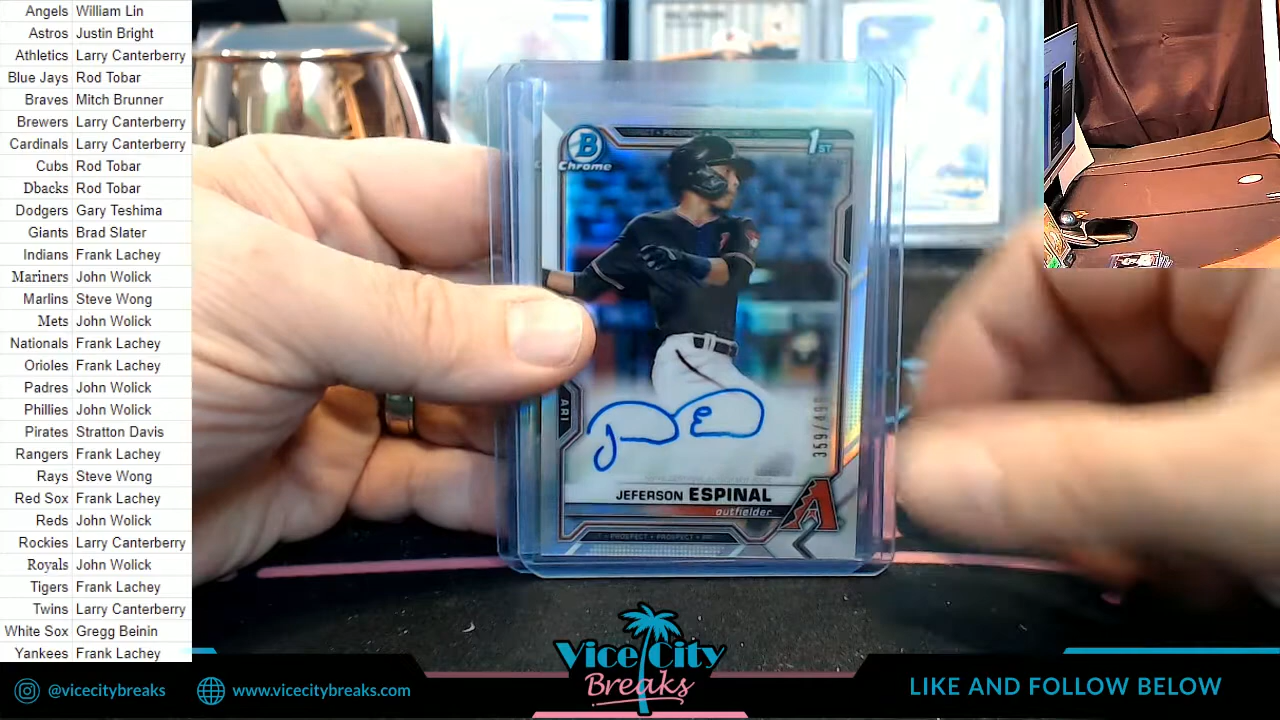 Angels William Lin
Astros Justin Bright
Athletics Larry Canterberry
Blue Jays Rod Tobar
Braves Mitch Brunner
Brewers Larry Canterberry
Cardinals Larry Canterberry
Cubs Rod Tobar
Dbacks Rod Tobar
Dodgers Gary Teshima
Giants Brad Slater
Indians Frank Lachey
Mariners John Wolick
Marlins Steve Wong
Mets John Wolick
Nationals Frank Lachey
Orioles Frank Lachey
Padres John Wolick
Phillies John Wolick
Pirates Stratton Davis
Rangers Frank Lachey
Rays Steve Wong
Red Sox Frank Lachey
Reds John Wolick
Rockies Larry Canterberry
Royals John Wolick
Tigers Frank Lachey
Twins Larry Canterberry
White Sox Gregg Beinin
Yankees Frank Lachey
B
Chrome
PROSPECT
1ST
ARI
JEFERSON ESPINAL
outfielder
PROSPECT • PROSPECT
Vice City
Breaks
@vicecitybreaks
www.vicecitybreaks.com
LIKE AND FOLLOW BELOW